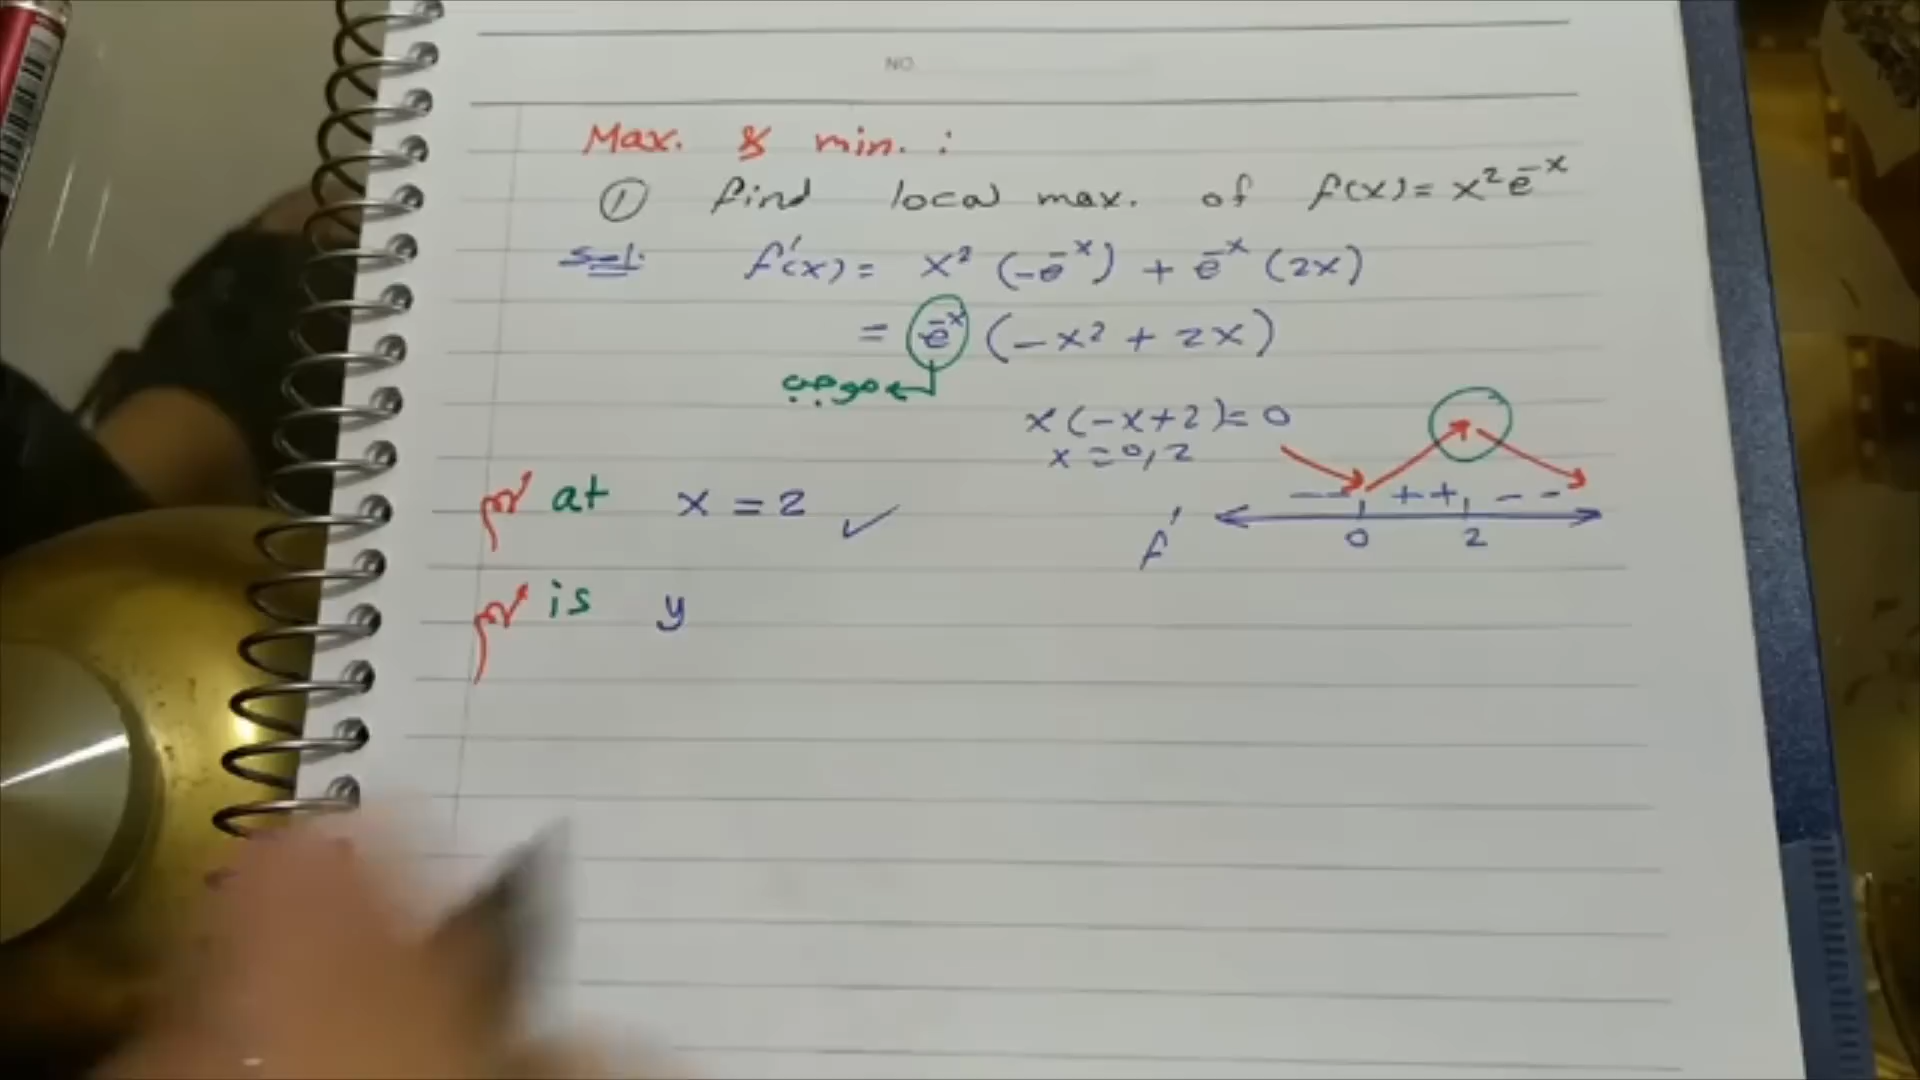 NO.
Max. & min. :
① find local max. of f(x) = x²e⁻ˣ
Sol. f'(x) = x² (-e⁻ˣ) + e⁻ˣ (2x)
= e⁻ˣ (-x² + 2x)
موجب
x(-x+2)=0
x=0,2
at x = 2 ✓
-- ++ --
f' 0 2
is y